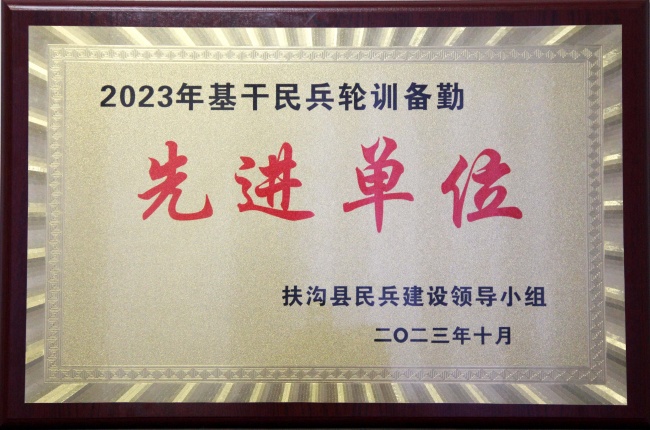 2023年基干民兵轮训备勤
先进单位
扶沟县民兵建设领导小组
二〇二三年十月